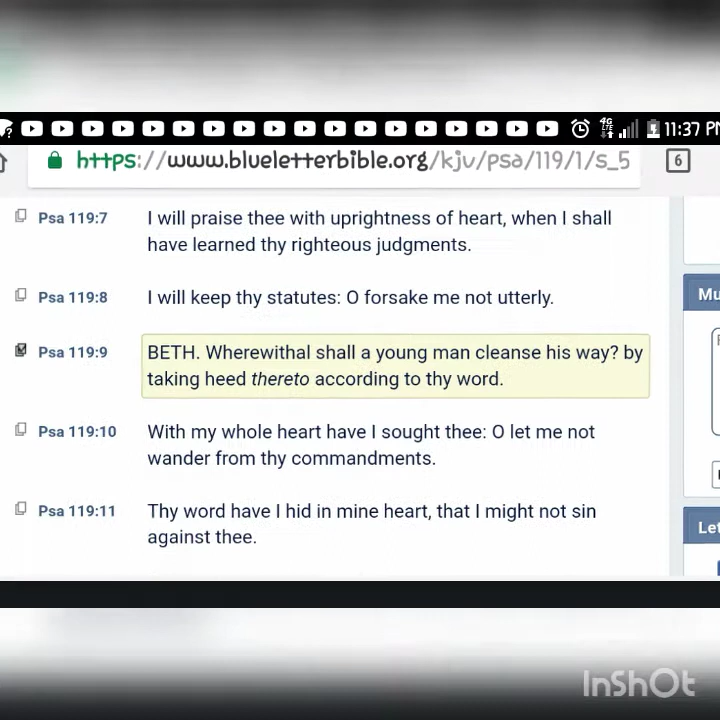 4G
LTE
11:37 PM
https://www.blueletterbible.org/kjv/psa/119/1/s_5
6
Psa 119:7 I will praise thee with uprightness of heart, when I shall
have learned thy righteous judgments.
Mu
Psa 119:8 I will keep thy statutes: O forsake me not utterly.
Psa 119:9 BETH. Wherewithal shall a young man cleanse his way? by
taking heed thereto according to thy word.
Psa 119:10 With my whole heart have I sought thee: O let me not
wander from thy commandments.
Psa 119:11 Thy word have I hid in mine heart, that I might not sin
against thee.
Let
InShOt